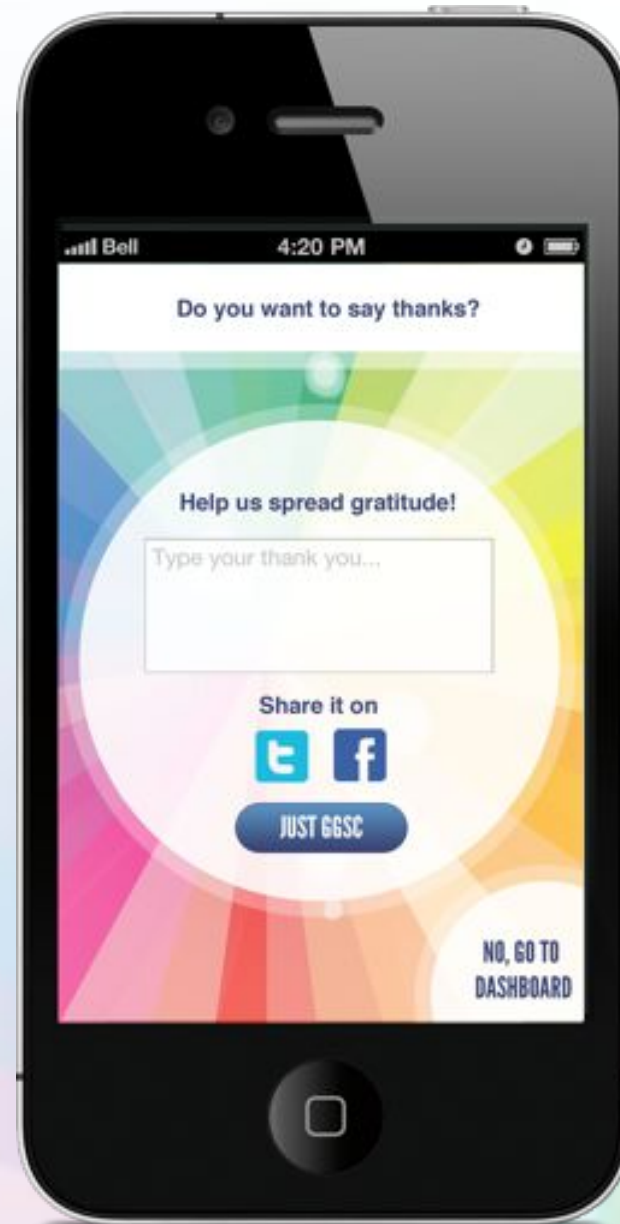 Bell 4:20 PM
Do you want to say thanks?
Help us spread gratitude!
Type your thank you...
Share it on
JUST GGSC
NO, GO TO
DASHBOARD